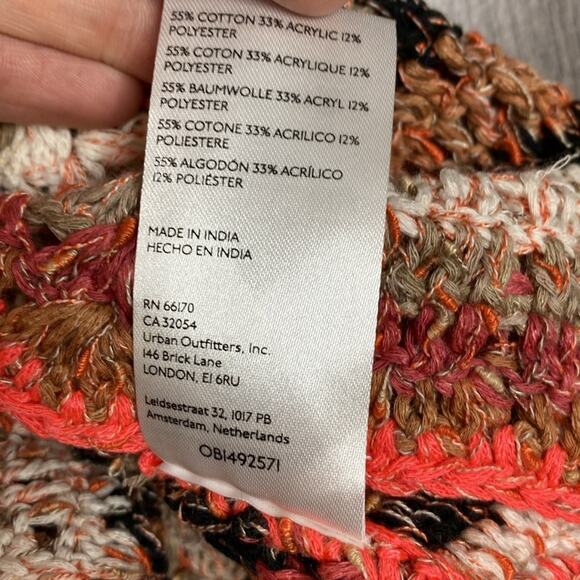 55% COTTON 33% ACRYLIC 12%
POLYESTER
55% COTON 33% ACRYLIQUE 12%
POLYESTER
55% BAUMWOLLE 33% ACRYL 12%
POLYESTER
55% COTONE 33% ACRILICO 12%
POLIESTERE
55% ALGODÓN 33% ACRÍLICO
12% POLIÉSTER
MADE IN INDIA
HECHO EN INDIA
RN 66170
CA 32054
Urban Outfitters, Inc.
146 Brick Lane
LONDON, E1 6RU
Leidsestraat 32, 1017 PB
Amsterdam, Netherlands
OB1492571